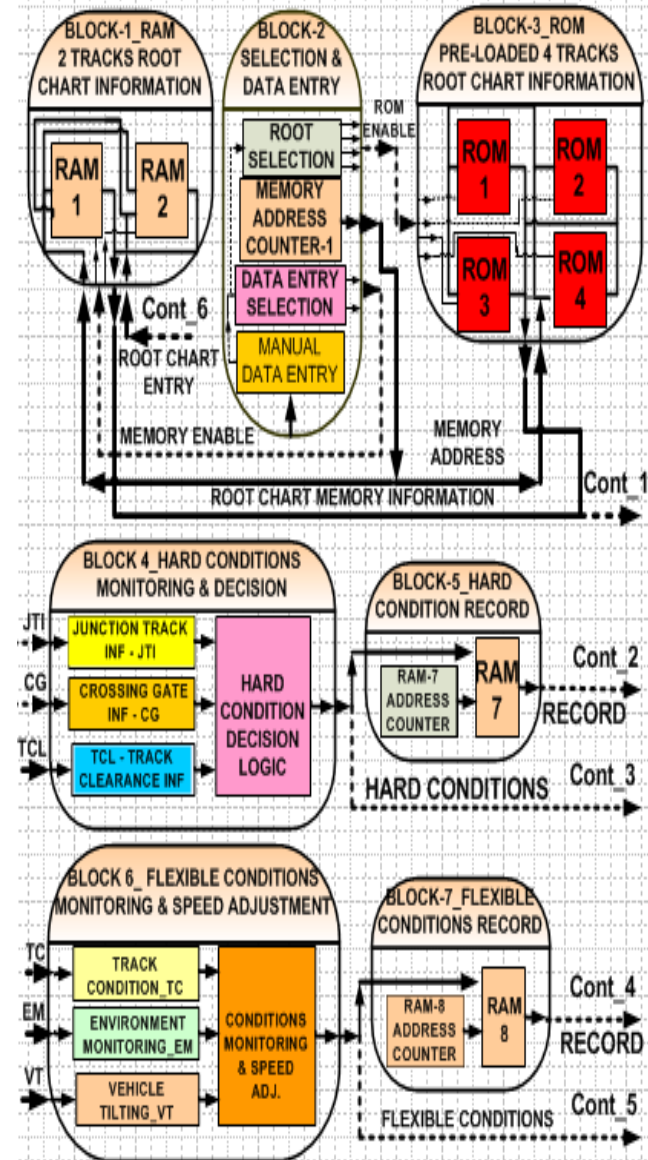 BLOCK-1_RAM
2 TRACKS ROOT
CHART INFORMATION
RAM
1
RAM
2
Cont_6
ROOT CHART
ENTRY
MEMORY ENABLE
BLOCK-2
SELECTION &
DATA ENTRY
ROOT
SELECTION
MEMORY
ADDRESS
COUNTER-1
DATA ENTRY
SELECTION
MANUAL
DATA ENTRY
ROM
ENABLE
BLOCK-3_ROM
PRE-LOADED 4 TRACKS
ROOT CHART INFORMATION
ROM
1
ROM
2
ROM
3
ROM
4
MEMORY
ADDRESS
ROOT CHART MEMORY INFORMATION
Cont_1
BLOCK 4_HARD CONDITIONS
MONITORING & DECISION
JTI
CG
TCL
JUNCTION TRACK
INF - JTI
CROSSING GATE
INF - CG
TCL - TRACK
CLEARANCE INF
HARD
CONDITION
DECISION
LOGIC
BLOCK-5_HARD
CONDITION RECORD
RAM-7
ADDRESS
COUNTER
RAM
7
Cont_2
RECORD
HARD CONDITIONS
Cont_3
BLOCK 6_ FLEXIBLE CONDITIONS
MONITORING & SPEED ADJUSTMENT
TC
EM
VT
TRACK
CONDITION_TC
ENVIRONMENT
MONITORING_EM
VEHICLE
TILTING_VT
CONDITIONS
MONITORING
& SPEED
ADJ.
BLOCK-7_FLEXIBLE
CONDITIONS RECORD
RAM-8
ADDRESS
COUNTER
RAM
8
Cont_4
RECORD
FLEXIBLE CONDITIONS
Cont_5